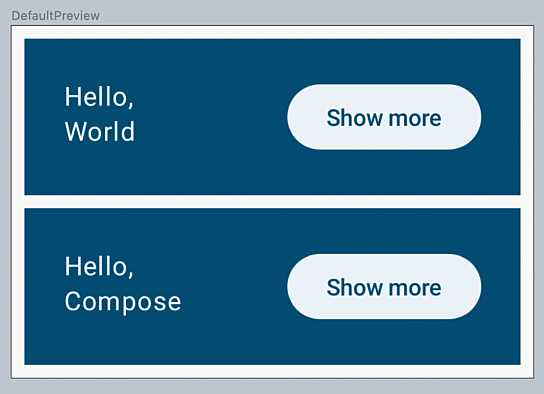 DefaultPreview
Hello,
World
Show more
Hello,
Compose
Show more